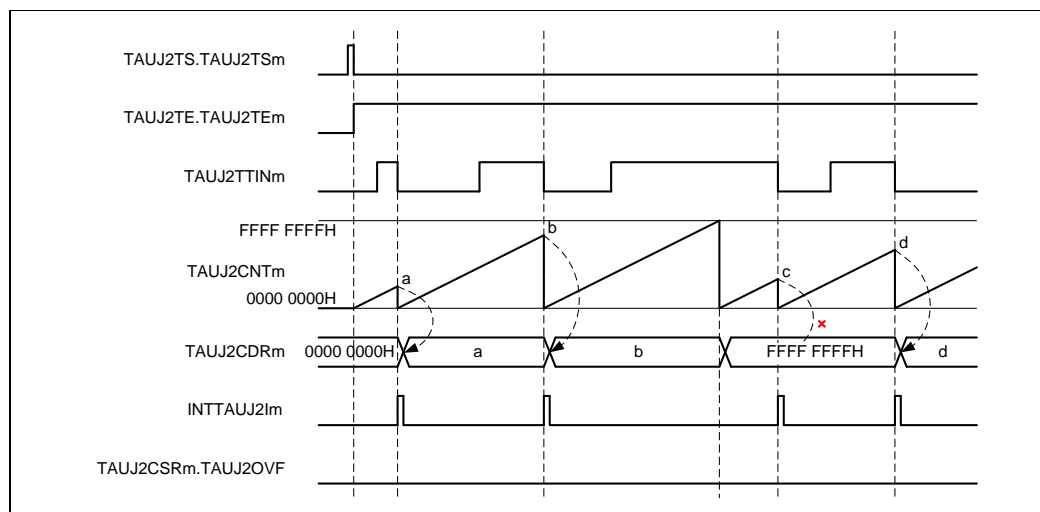 TAUJ2TS.TAUJ2TSm
TAUJ2TE.TAUJ2TEm
TAUJ2TTINm
FFFF FFFFH
b
d
TAUJ2CNTm
a
c
0000 0000H
TAUJ2CDRm 0000 0000H a b FFFF FFFFH d
INTTAUJ2Im
TAUJ2CSRm.TAUJ2OVF